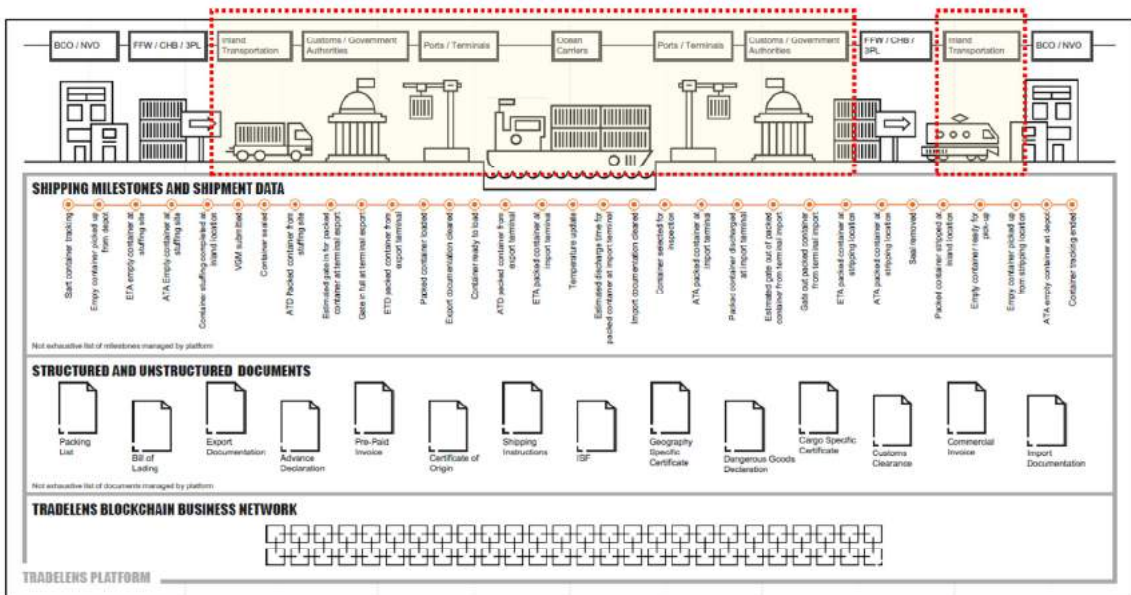 BCO / NVO
FFW / CHB / 3PL
Inland
Transportation
Customs / Government
Authorities
Ports / Terminals
Ocean
Carriers
Ports / Terminals
Customs / Government
Authorities
FFW / CHB /
3PL
Inland
Transportation
BCO / NVO
SHIPPING MILESTONES AND SHIPMENT DATA
Start container tracking
Empty container picked up
from depot
ETA empty container at
stuffing site
ATA Empty container at
stuffing site
Container stuffing completed at
inland location
VGM submitted
Container sealed
ATD Packed container from
stuffing site
Estimated gate in for packed
container at terminal export
Gate in full at terminal export
ETD packed container from
export terminal
Packed container loaded
Export documentation cleared
Container ready to load
ATD packed container from
export terminal
ETA packed container at
import terminal
Temperature update
Estimated discharge time for
packed container at import terminal
Import documentation cleared
Container selected for
inspection
ATA packed container at
import terminal
Packed container discharged
at import terminal
Estimated gate out of packed
container from terminal import
Gate out packed container
from terminal import
ETA packed container at
stripping location
ATA packed container at
stripping location
Seal removed
Packed container stripped at
inland location
Empty container ready for
pick-up
Empty container picked up
from stripping location
ATA empty container at depot
Container tracking ended
Not exhaustive list of milestones managed by platform
STRUCTURED AND UNSTRUCTURED DOCUMENTS
Packing
List
Bill of
Lading
Export
Documentation
Advance
Declaration
Pre-Paid
Invoice
Certificate of
Origin
Shipping
Instructions
ISF
Geography
Specific
Certificate
Dangerous Goods
Declaration
Cargo Specific
Certificate
Customs
Clearance
Commercial
Invoice
Import
Documentation
Not exhaustive list of documents managed by platform
TRADELENS BLOCKCHAIN BUSINESS NETWORK
TRADELENS PLATFORM